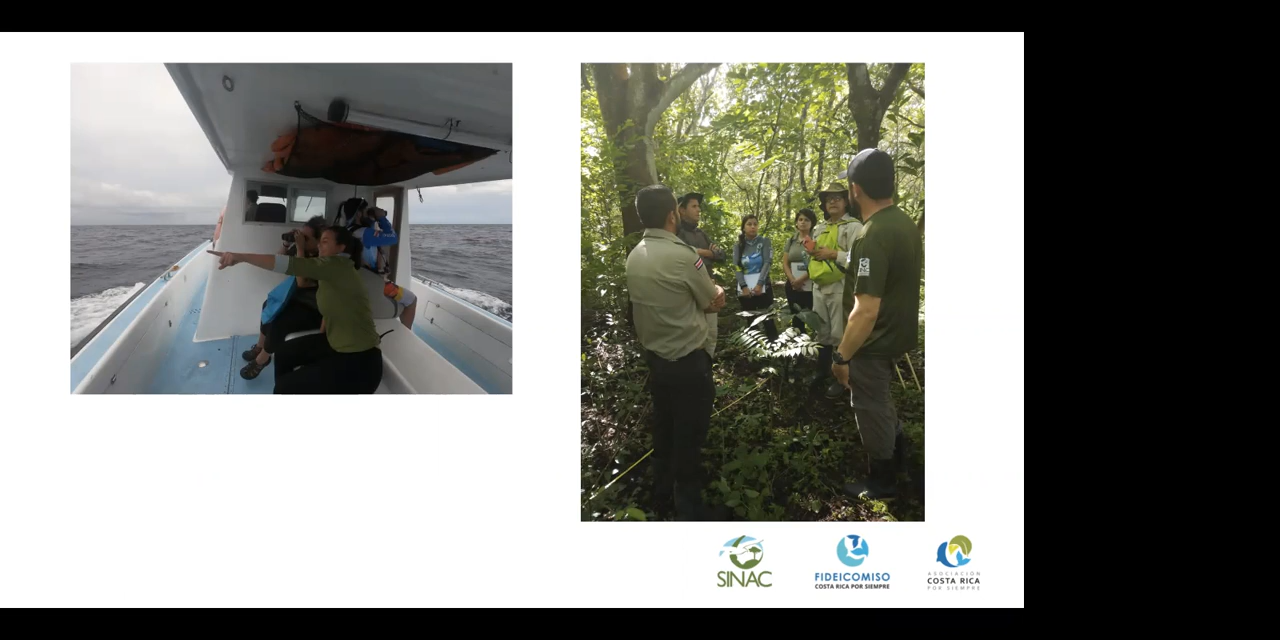 SINAC
FIDEICOMISO
COSTA RICA POR SIEMPRE
ASOCIACIÓN
COSTA RICA
POR SIEMPRE